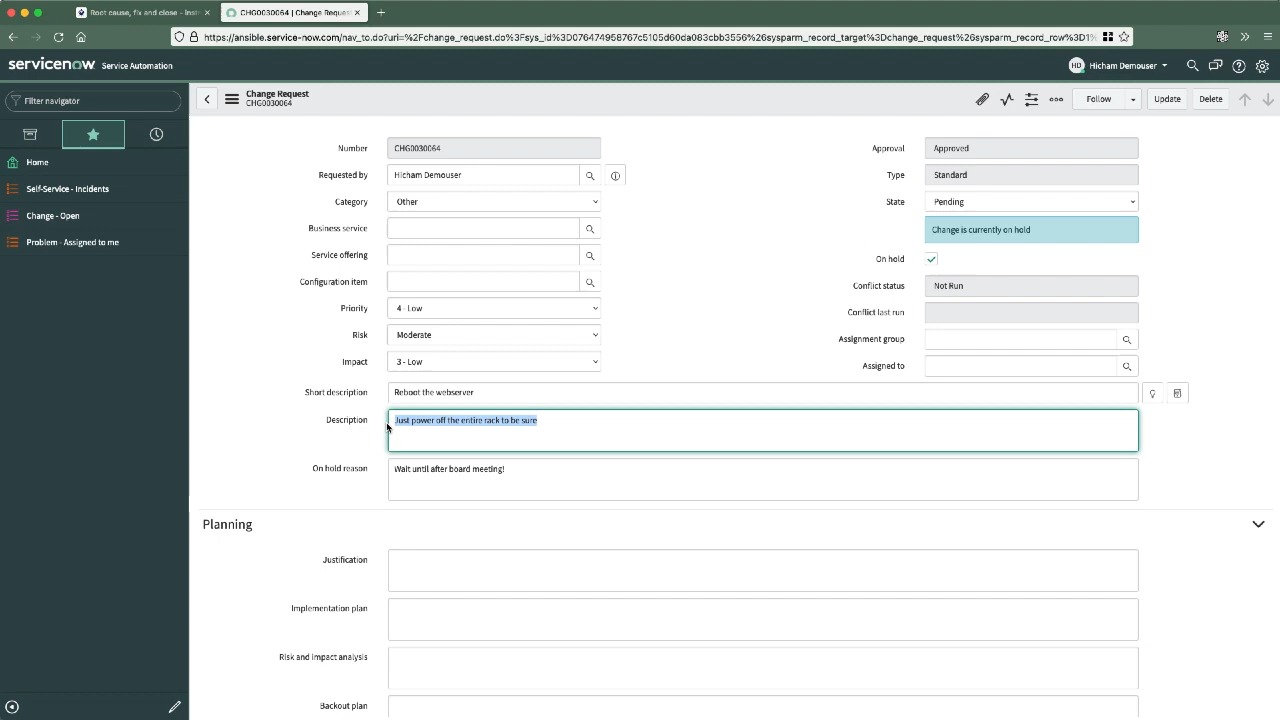 Root cause, fix and close - instr
CHG0030064 | Change Reques
https://ansible.service-now.com/nav_to.do?uri=%2Fchange_request.do%3Fsys_id%3D076474958767c5105d60da083cbb3556%26sysparm_record_target%3Dchange_request%26sysparm_record_row%3D1%
servicenow Service Automation
HD Hicham Demouser
Filter navigator
Change Request
CHG0030064
Follow
Update
Delete
Home
Self-Service - Incidents
Change - Open
Problem - Assigned to me
Number CHG0030064
Approval Approved
Requested by Hicham Demouser
Type Standard
Category Other
State Pending
Business service
Change is currently on hold
Service offering
On hold
Configuration item
Conflict status Not Run
Priority 4 - Low
Conflict last run
Risk Moderate
Assignment group
Impact 3 - Low
Assigned to
Short description Reboot the webserver
Description Just power off the entire rack to be sure
On hold reason Wait until after board meeting!
Planning
Justification
Implementation plan
Risk and impact analysis
Backout plan